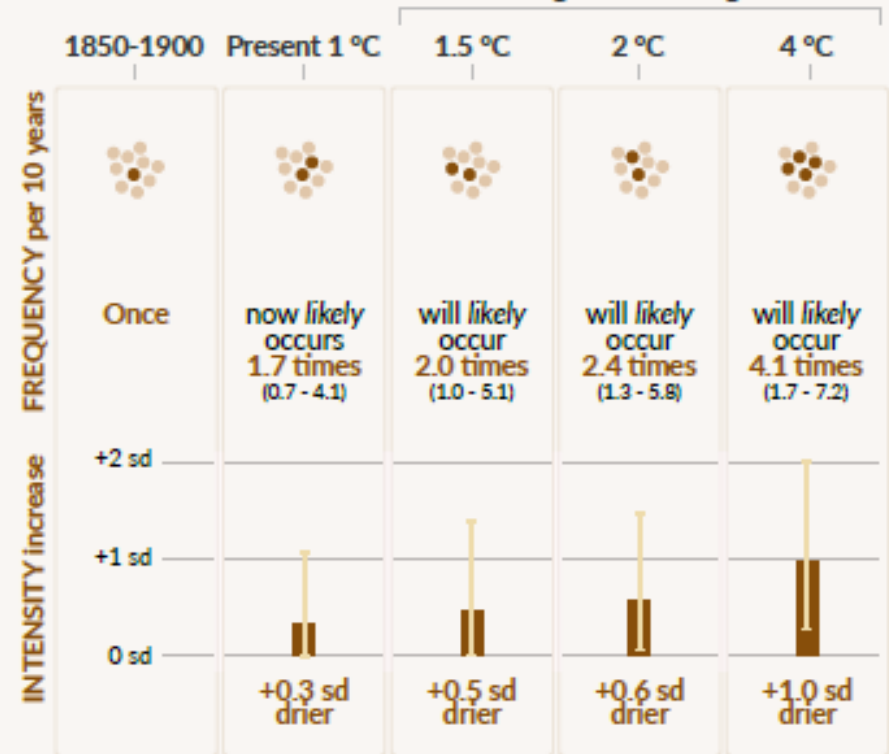 1850-1900 Present 1 °C 1.5 °C 2 °C 4 °C
FREQUENCY per 10 years
Once
now likely
occurs
1.7 times
(0.7 - 4.1)
will likely
occur
2.0 times
(1.0 - 5.1)
will likely
occur
2.4 times
(1.3 - 5.8)
will likely
occur
4.1 times
(1.7 - 7.2)
INTENSITY increase
+2 sd
+1 sd
0 sd
+0.3 sd
drier
+0.5 sd
drier
+0.6 sd
drier
+1.0 sd
drier